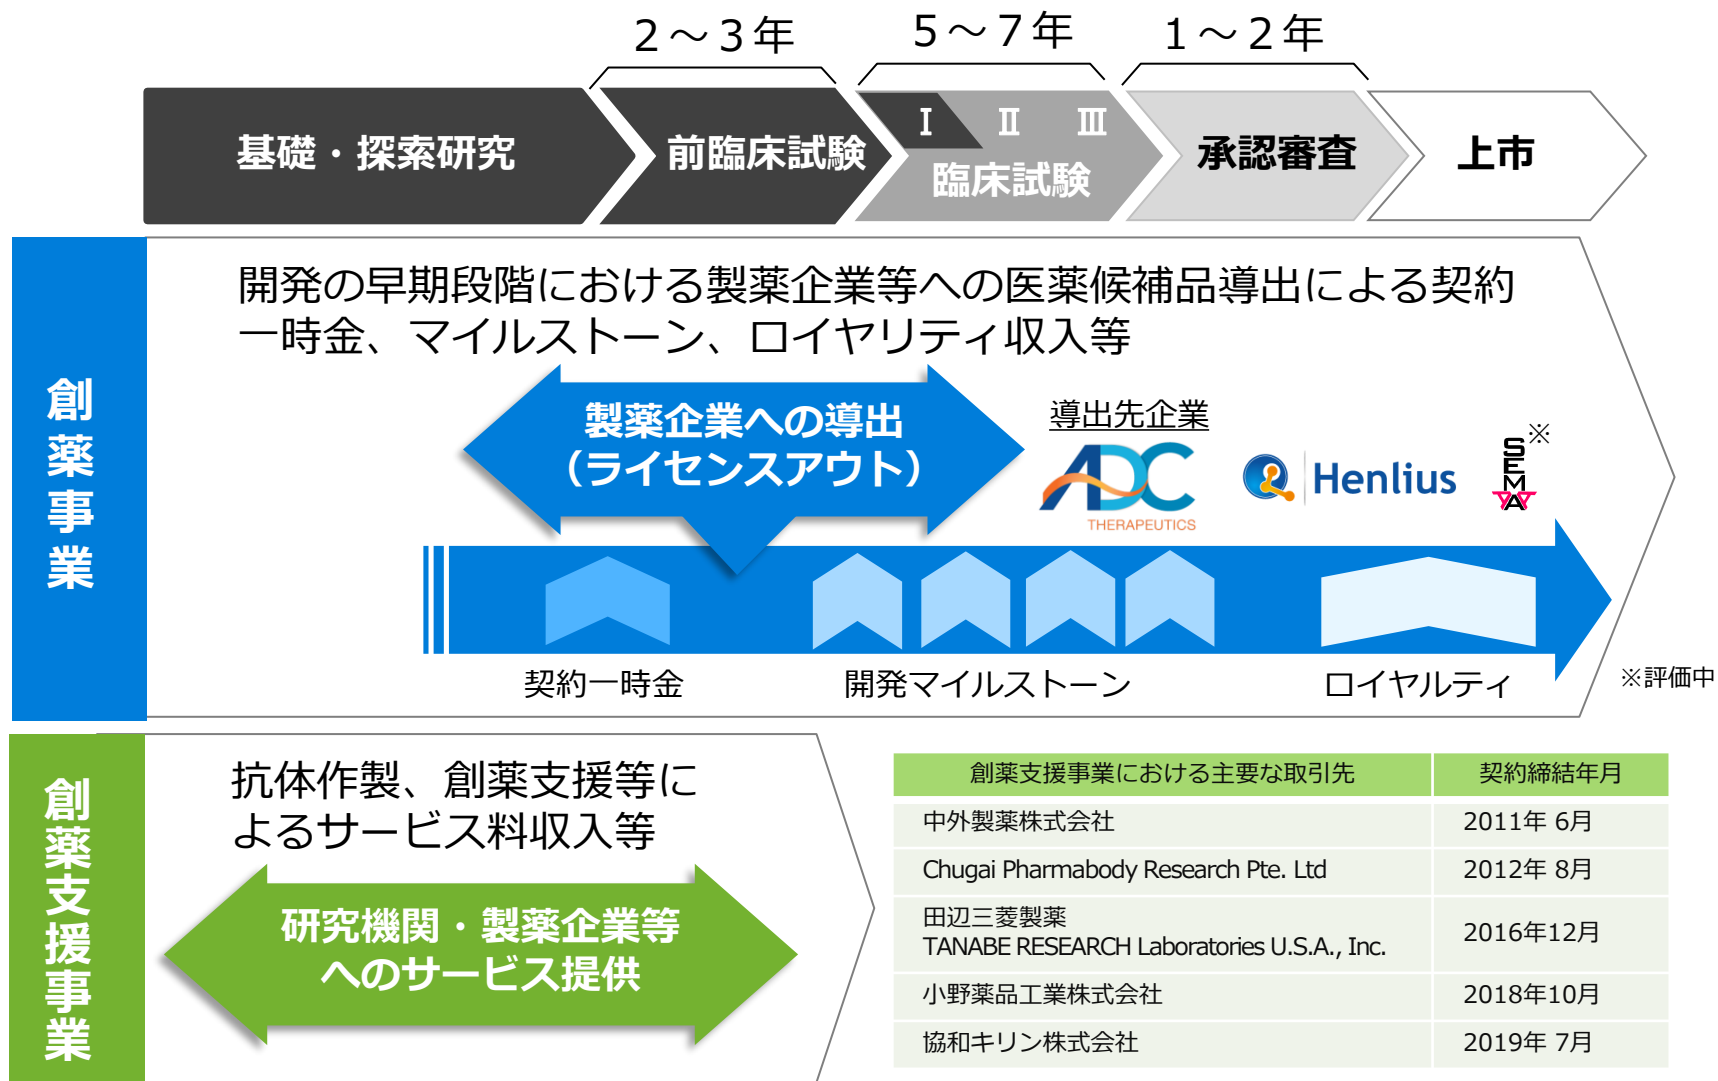 2～3年
5～7年
1～2年
基礎・探索研究
前臨床試験
Ⅰ Ⅱ Ⅲ
臨床試験
承認審査
上市
創薬事業
開発の早期段階における製薬企業等への医薬候補品導出による契約
一時金、マイルストーン、ロイヤリティ収入等
製薬企業への導出
（ライセンスアウト）
導出先企業
ADC
THERAPEUTICS
Henlius
SEMA
※
契約一時金
開発マイルストーン
ロイヤルティ
※評価中
創薬支援事業
抗体作製、創薬支援等に
よるサービス料収入等
研究機関・製薬企業等
へのサービス提供
創薬支援事業における主要な取引先 契約締結年月
中外製薬株式会社 2011年 6月
Chugai Pharmabody Research Pte. Ltd 2012年 8月
田辺三菱製薬
TANABE RESEARCH Laboratories U.S.A., Inc. 2016年12月
小野薬品工業株式会社 2018年10月
協和キリン株式会社 2019年 7月